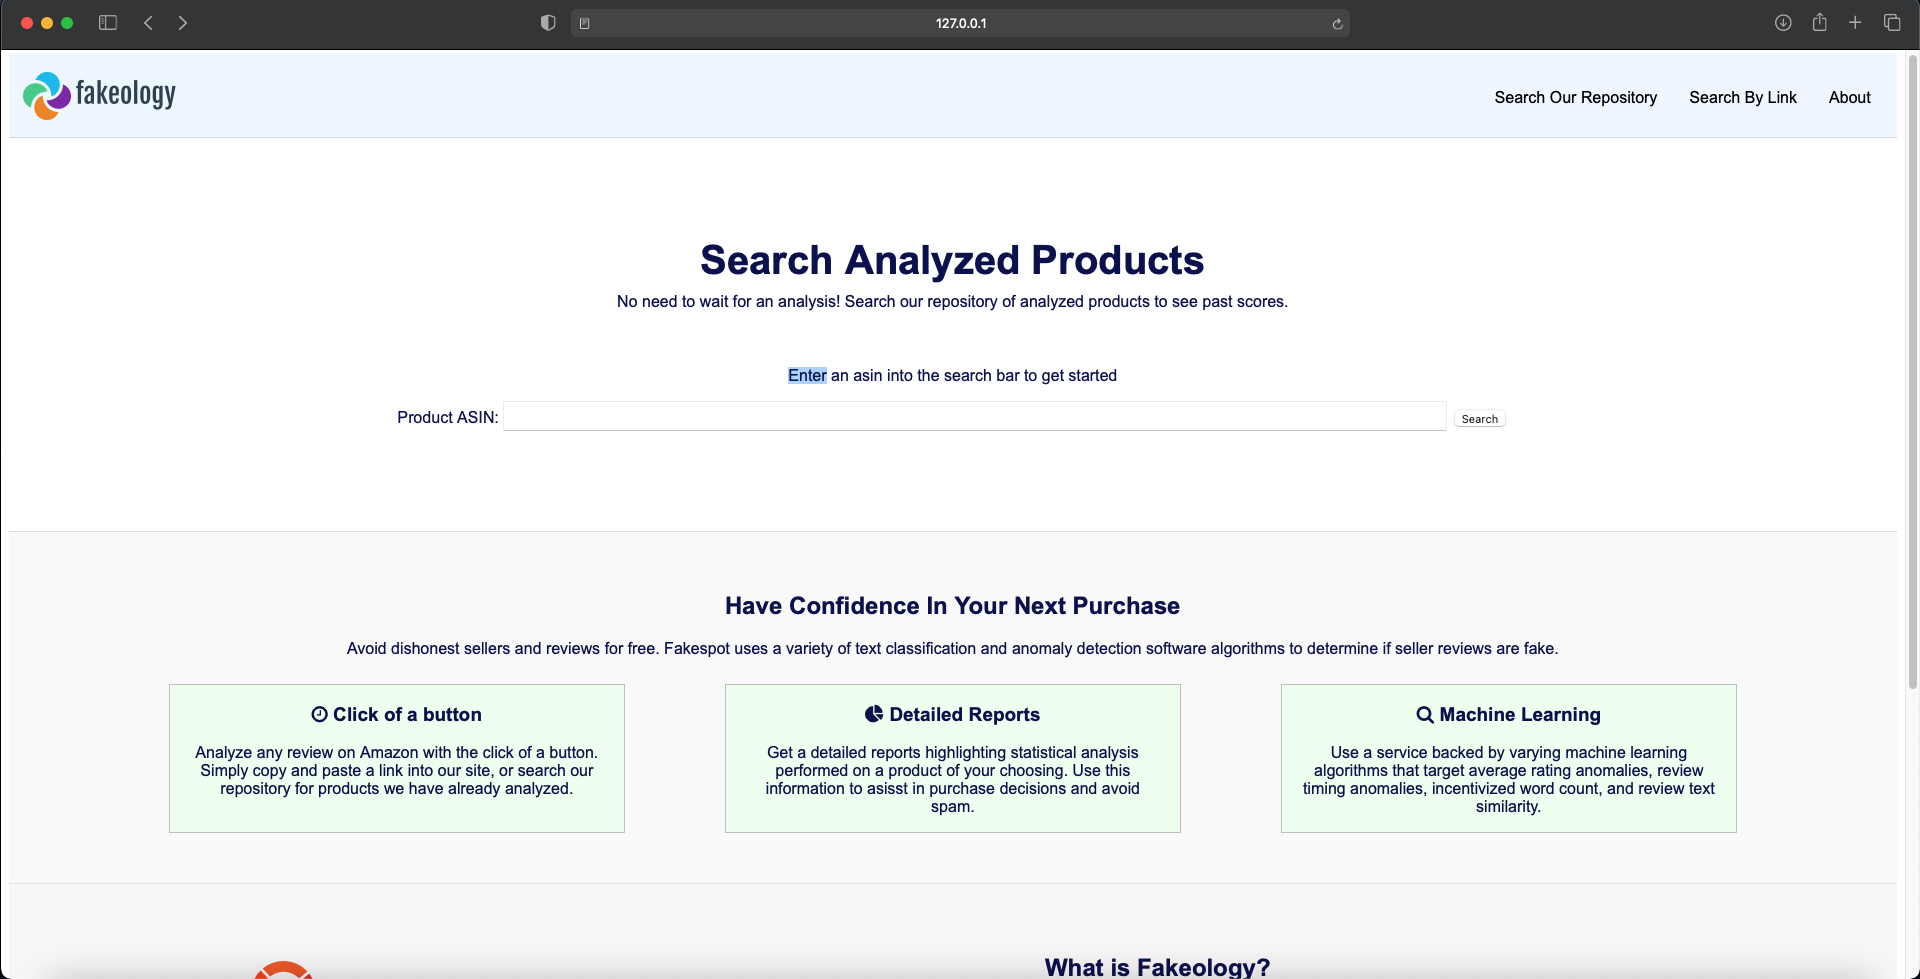 127.0.0.1
fakeology
Search Our Repository Search By Link About
Search Analyzed Products
No need to wait for an analysis! Search our repository of analyzed products to see past scores.
Enter an asin into the search bar to get started
Product ASIN: Search
Have Confidence In Your Next Purchase
Avoid dishonest sellers and reviews for free. Fakespot uses a variety of text classification and anomaly detection software algorithms to determine if seller reviews are fake.
Click of a button
Analyze any review on Amazon with the click of a button.
Simply copy and paste a link into our site, or search our
repository for products we have already analyzed.
Detailed Reports
Get a detailed reports highlighting statistical analysis
performed on a product of your choosing. Use this
information to asisst in purchase decisions and avoid
spam.
Machine Learning
Use a service backed by varying machine learning
algorithms that target average rating anomalies, review
timing anomalies, incentivized word count, and review text
similarity.
What is Fakeology?